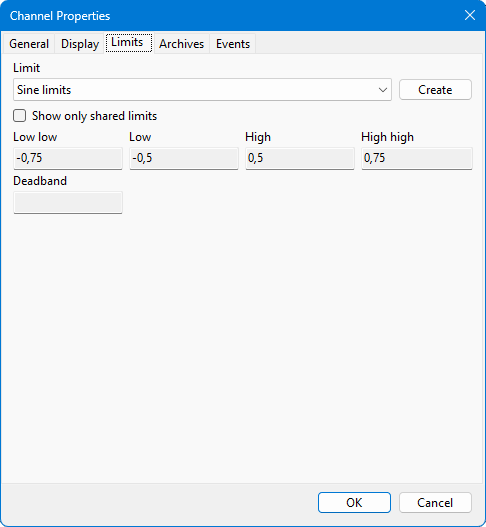 Channel Properties
General Display Limits Archives Events
Limit
Sine limits Create
Show only shared limits
Low low Low High High high
-0,75 -0,5 0,5 0,75
Deadband
OK Cancel